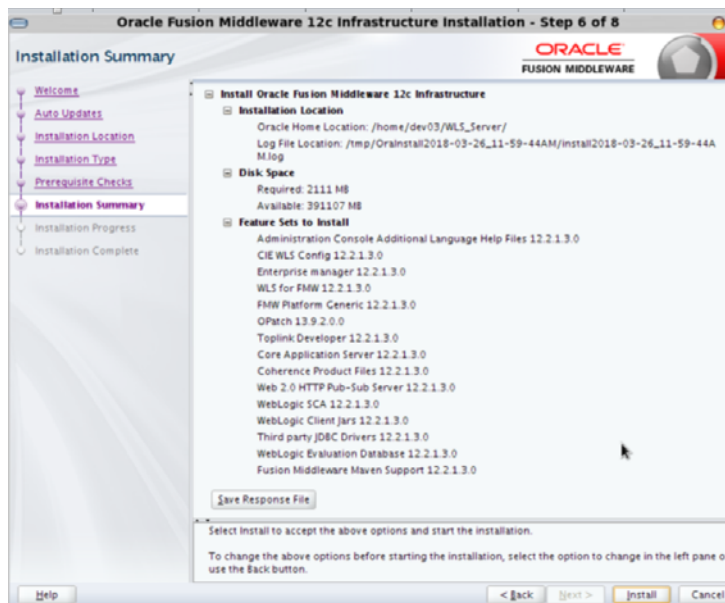 Oracle Fusion Middleware 12c Infrastructure Installation - Step 6 of 8
Installation Summary
ORACLE
FUSION MIDDLEWARE
Welcome
Auto Updates
Installation Location
Installation Type
Prerequisite Checks
Installation Summary
Installation Progress
Installation Complete
Install Oracle Fusion Middleware 12c Infrastructure
Installation Location
Oracle Home Location: /home/dev03/WLS_Server/
Log File Location: /tmp/OraInstall2018-03-26_11-59-44AM/install2018-03-26_11-59-44A
M.log
Disk Space
Required: 2111 MB
Available: 391107 MB
Feature Sets to Install
Administration Console Additional Language Help Files 12.2.1.3.0
CIE WLS Config 12.2.1.3.0
Enterprise manager 12.2.1.3.0
WLS for FMW 12.2.1.3.0
FMW Platform Generic 12.2.1.3.0
OPatch 13.9.2.0.0
Toplink Developer 12.2.1.3.0
Core Application Server 12.2.1.3.0
Coherence Product Files 12.2.1.3.0
Web 2.0 HTTP Pub-Sub Server 12.2.1.3.0
WebLogic SCA 12.2.1.3.0
WebLogic Client Jars 12.2.1.3.0
Third party JDBC Drivers 12.2.1.3.0
WebLogic Evaluation Database 12.2.1.3.0
Fusion Middleware Maven Support 12.2.1.3.0
Save Response File
Select Install to accept the above options and start the installation.
To change the above options before starting the installation, select the option to change in the left pane o
use the Back button.
Help
< Back
Next >
Install
Cancel